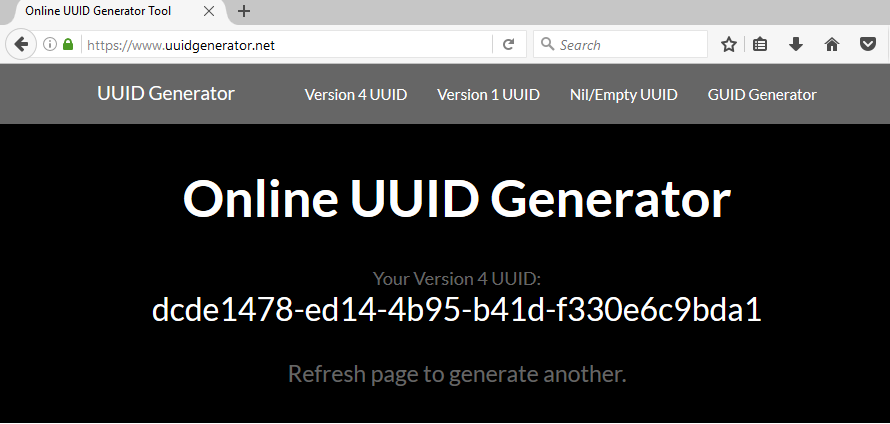 Online UUID Generator Tool
https://www.uuidgenerator.net
Search
UUID Generator
Version 4 UUID
Version 1 UUID
Nil/Empty UUID
GUID Generator
Online UUID Generator
Your Version 4 UUID:
dcde1478-ed14-4b95-b41d-f330e6c9bda1
Refresh page to generate another.